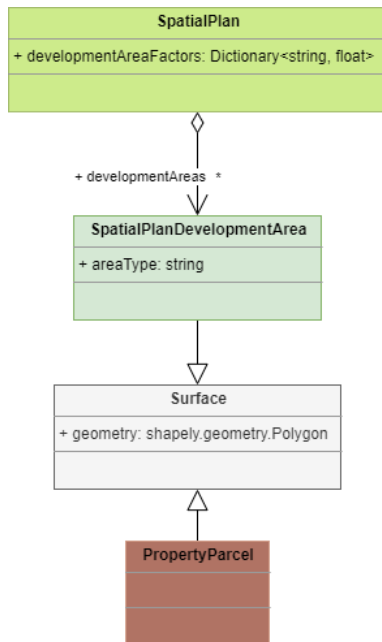 SpatialPlan
+ developmentAreaFactors: Dictionary<string, float>
+ developmentAreas *
SpatialPlanDevelopmentArea
+ areaType: string
Surface
+ geometry: shapely.geometry.Polygon
PropertyParcel